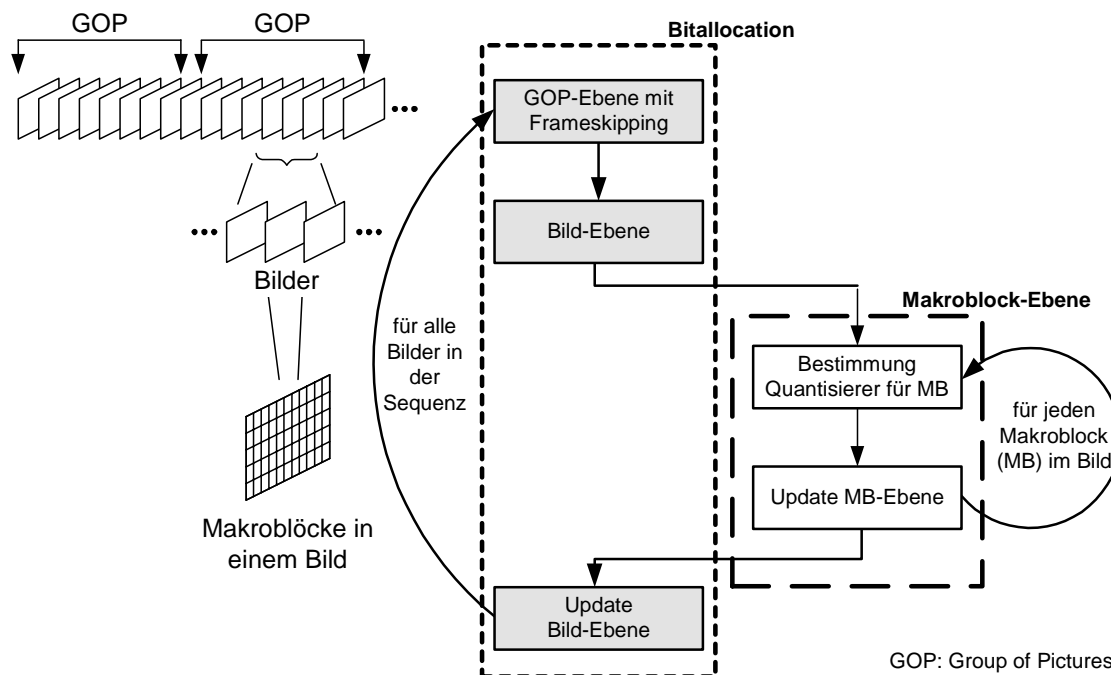 GOP
GOP
Bitallocation
GOP-Ebene mit
Frameskipping
Bild-Ebene
Bilder
Makroblöcke in
einem Bild
für alle
Bilder in
der
Sequenz
Makroblock-Ebene
Bestimmung
Quantisierer für MB
für jeden
Makroblock
(MB) im Bild
Update MB-Ebene
Update
Bild-Ebene
GOP: Group of Pictures